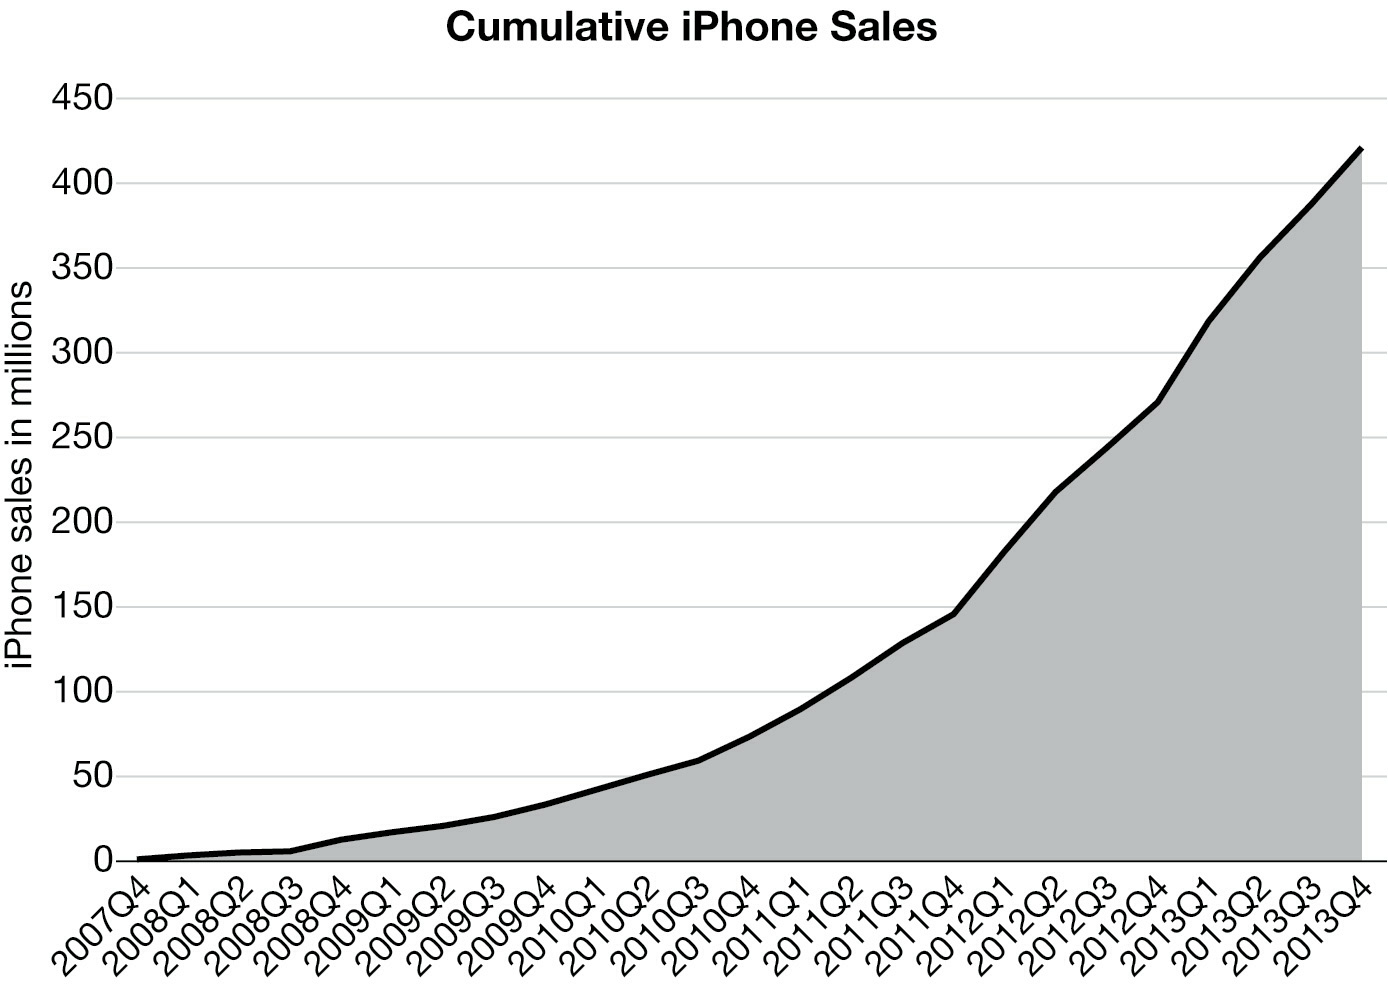 Cumulative iPhone Sales
iPhone sales in millions
450
400
350
300
250
200
150
100
50
0
2007Q4
2008Q1
2008Q2
2008Q3
2008Q4
2009Q1
2009Q2
2009Q3
2009Q4
2010Q1
2010Q2
2010Q3
2010Q4
2011Q1
2011Q2
2011Q3
2011Q4
2012Q1
2012Q2
2012Q3
2012Q4
2013Q1
2013Q2
2013Q3
2013Q4